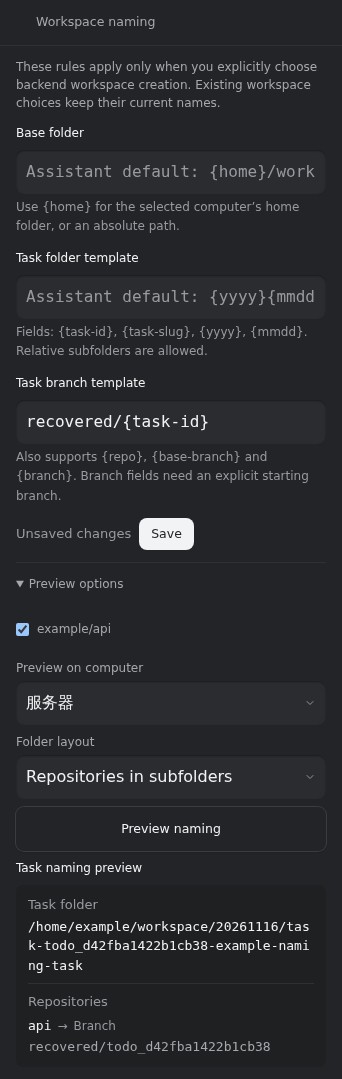 Workspace naming
These rules apply only when you explicitly choose
backend workspace creation. Existing workspace
choices keep their current names.
Base folder
Assistant default: {home}/work
Use {home} for the selected computer’s home
folder, or an absolute path.
Task folder template
Assistant default: {yyyy}{mmdd
Fields: {task-id}, {task-slug}, {yyyy}, {mmdd}.
Relative subfolders are allowed.
Task branch template
recovered/{task-id}
Also supports {repo}, {base-branch} and
{branch}. Branch fields need an explicit starting
branch.
Unsaved changes Save
▼ Preview options
example/api
Preview on computer
服务器
Folder layout
Repositories in subfolders
Preview naming
Task naming preview
Task folder
/home/example/workspace/20261116/tas
k-todo_d42fba1422b1cb38-example-nami
ng-task
Repositories
api → Branch
recovered/todo_d42fba1422b1cb38